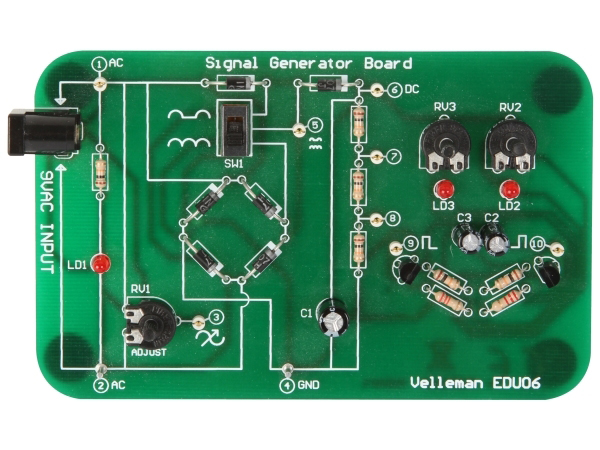 Signal Generator Board
1 AC
6 DC
RV3
RV2
5
SW1
7
9VAC INPUT
LD3
LD2
8
C3 C2
9
10
LD1
RV1
3
C1
ADJUST
2 AC
4 GND
Velleman EDU06